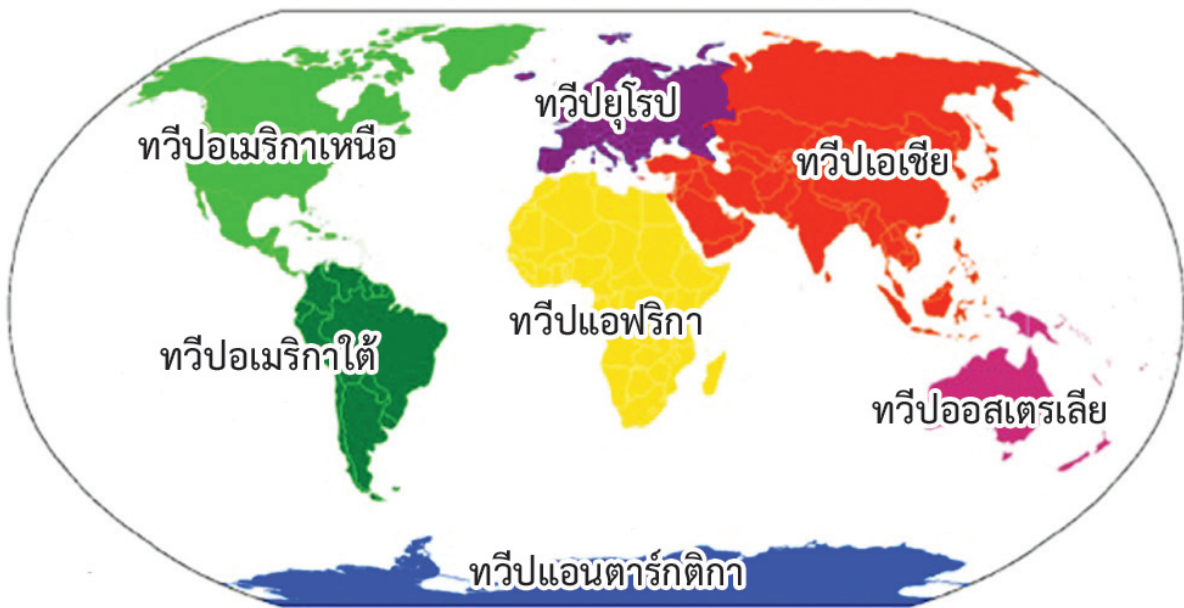 ทวีปยุโรป
ทวีปอเมริกาเหนือ
ทวีปเอเชีย
ทวีปแอฟริกา
ทวีปอเมริกาใต้
ทวีปออสเตรเลีย
ทวีปแอนตาร์กติกา